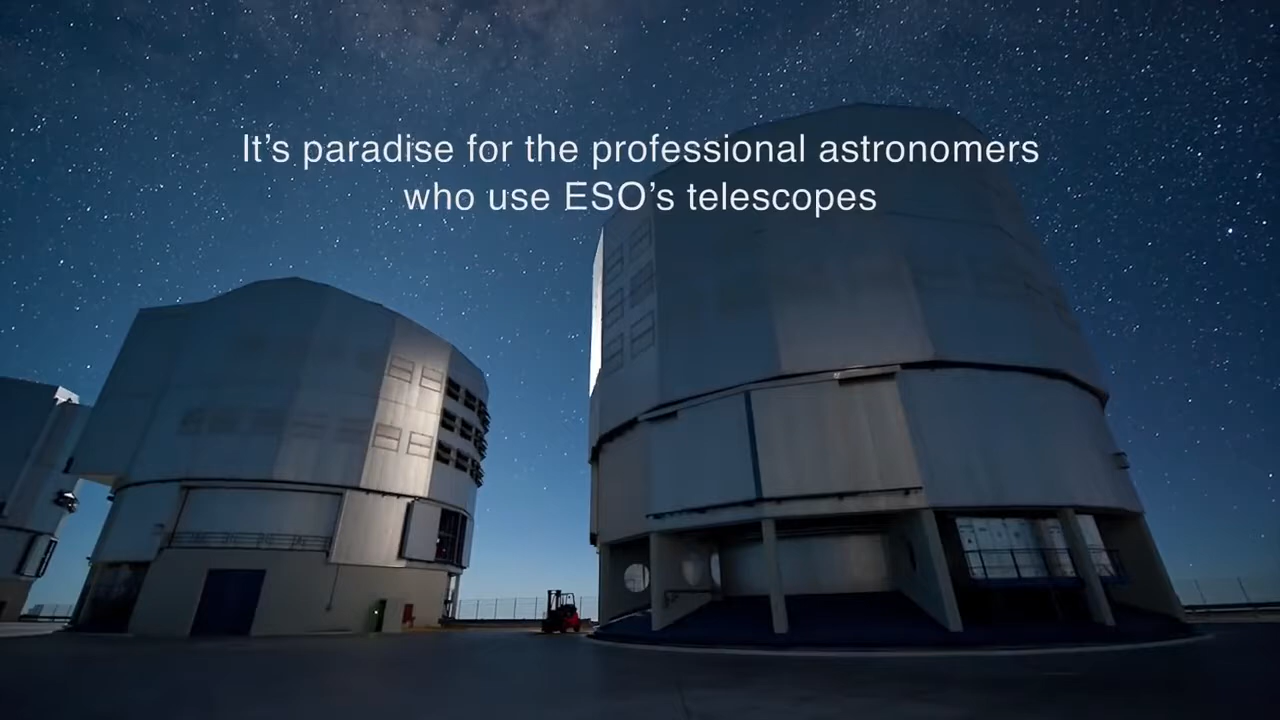 It’s paradise for the professional astronomers
who use ESO’s telescopes